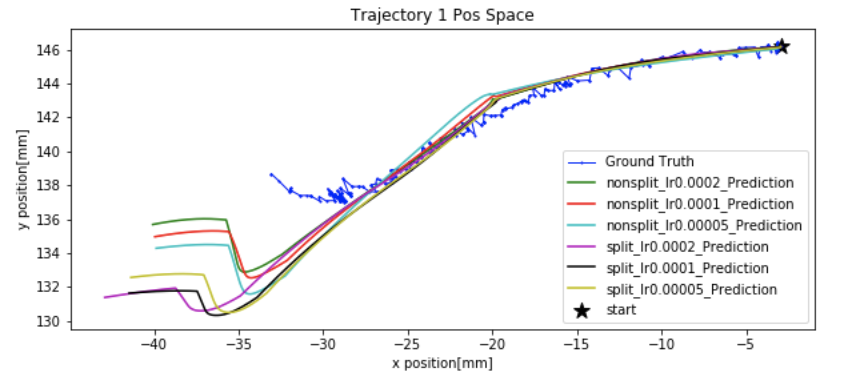 Trajectory 1 Pos Space
y position[mm]
146
144
142
140
138
136
134
132
130
Ground Truth
nonsplit_lr0.0002_Prediction
nonsplit_lr0.0001_Prediction
nonsplit_lr0.00005_Prediction
split_lr0.0002_Prediction
split_lr0.0001_Prediction
split_lr0.00005_Prediction
start
−40 −35 −30 −25 −20 −15 −10 −5
x position[mm]